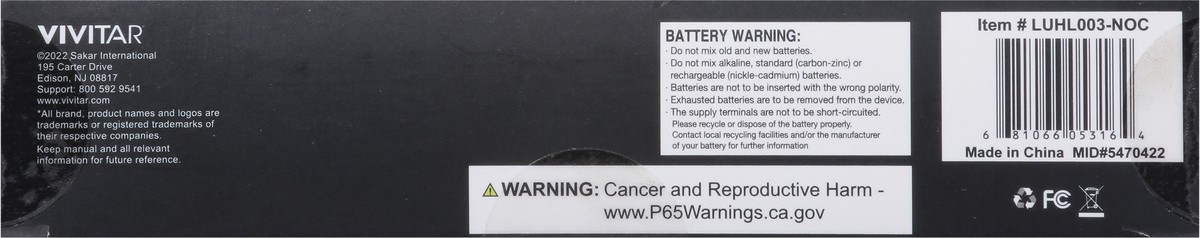 VIVITAR
©2022 Sakar International
195 Carter Drive
Edison, NJ 08817
Support: 800 592 9541
www.vivitar.com
*All brand, product names and logos are
trademarks or registered trademarks of
their respective companies.
Keep manual and all relevant
information for future reference.
BATTERY WARNING:
· Do not mix old and new batteries.
· Do not mix alkaline, standard (carbon-zinc) or
rechargeable (nickle-cadmium) batteries.
· Batteries are not to be inserted with the wrong polarity.
· Exhausted batteries are to be removed from the device.
· The supply terminals are not to be short-circuited.
Please recycle or dispose of the battery properly.
Contact local recycling facilities and/or the manufacturer
of your battery for further information
WARNING: Cancer and Reproductive Harm -
www.P65Warnings.ca.gov
Item # LUHL003-NOC
6 81066 05316 4
Made in China MID#5470422
FC